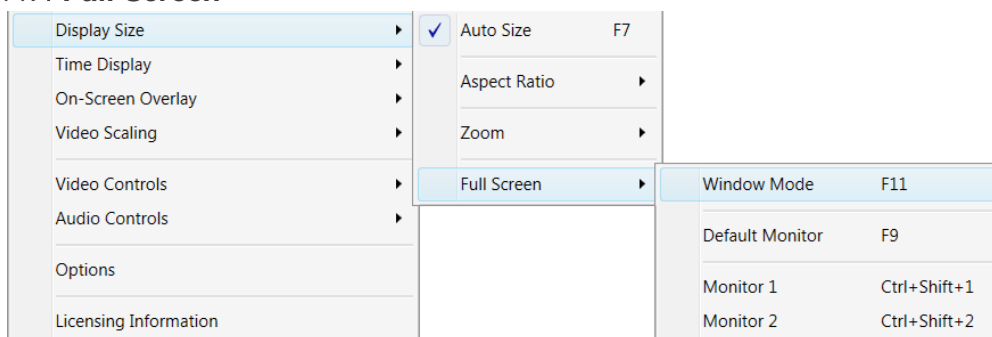 Full Screen
Display Size
Time Display
On-Screen Overlay
Video Scaling
Video Controls
Audio Controls
Options
Licensing Information
Auto Size F7
Aspect Ratio
Zoom
Full Screen
Window Mode F11
Default Monitor F9
Monitor 1 Ctrl+Shift+1
Monitor 2 Ctrl+Shift+2